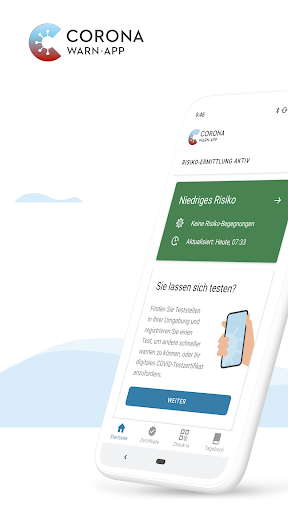 CORONA
WARN-APP
9:46
CORONA
WARN-APP
RISIKO-ERMITTLUNG AKTIV
Niedriges Risiko
Keine Risiko-Begegnungen
Aktualisiert: Heute, 07:33
Sie lassen sich testen?
Finden Sie Teststellen
in Ihrer Umgebung und
registrieren Sie einen
Test, um andere schneller
warnen zu können, oder Ihr
digitales COVID-Testzertifikat
anzufordern.
WEITER
Startseite
Zertifikate
Check-in
Tagebuch